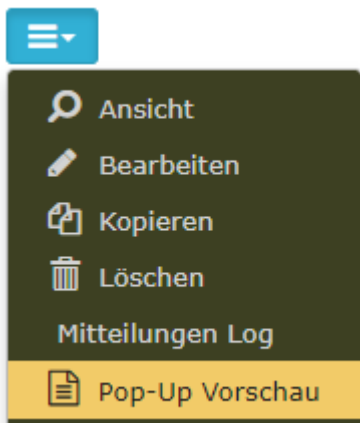 Ansicht
Bearbeiten
Kopieren
Löschen
Mitteilungen Log
Pop-Up Vorschau